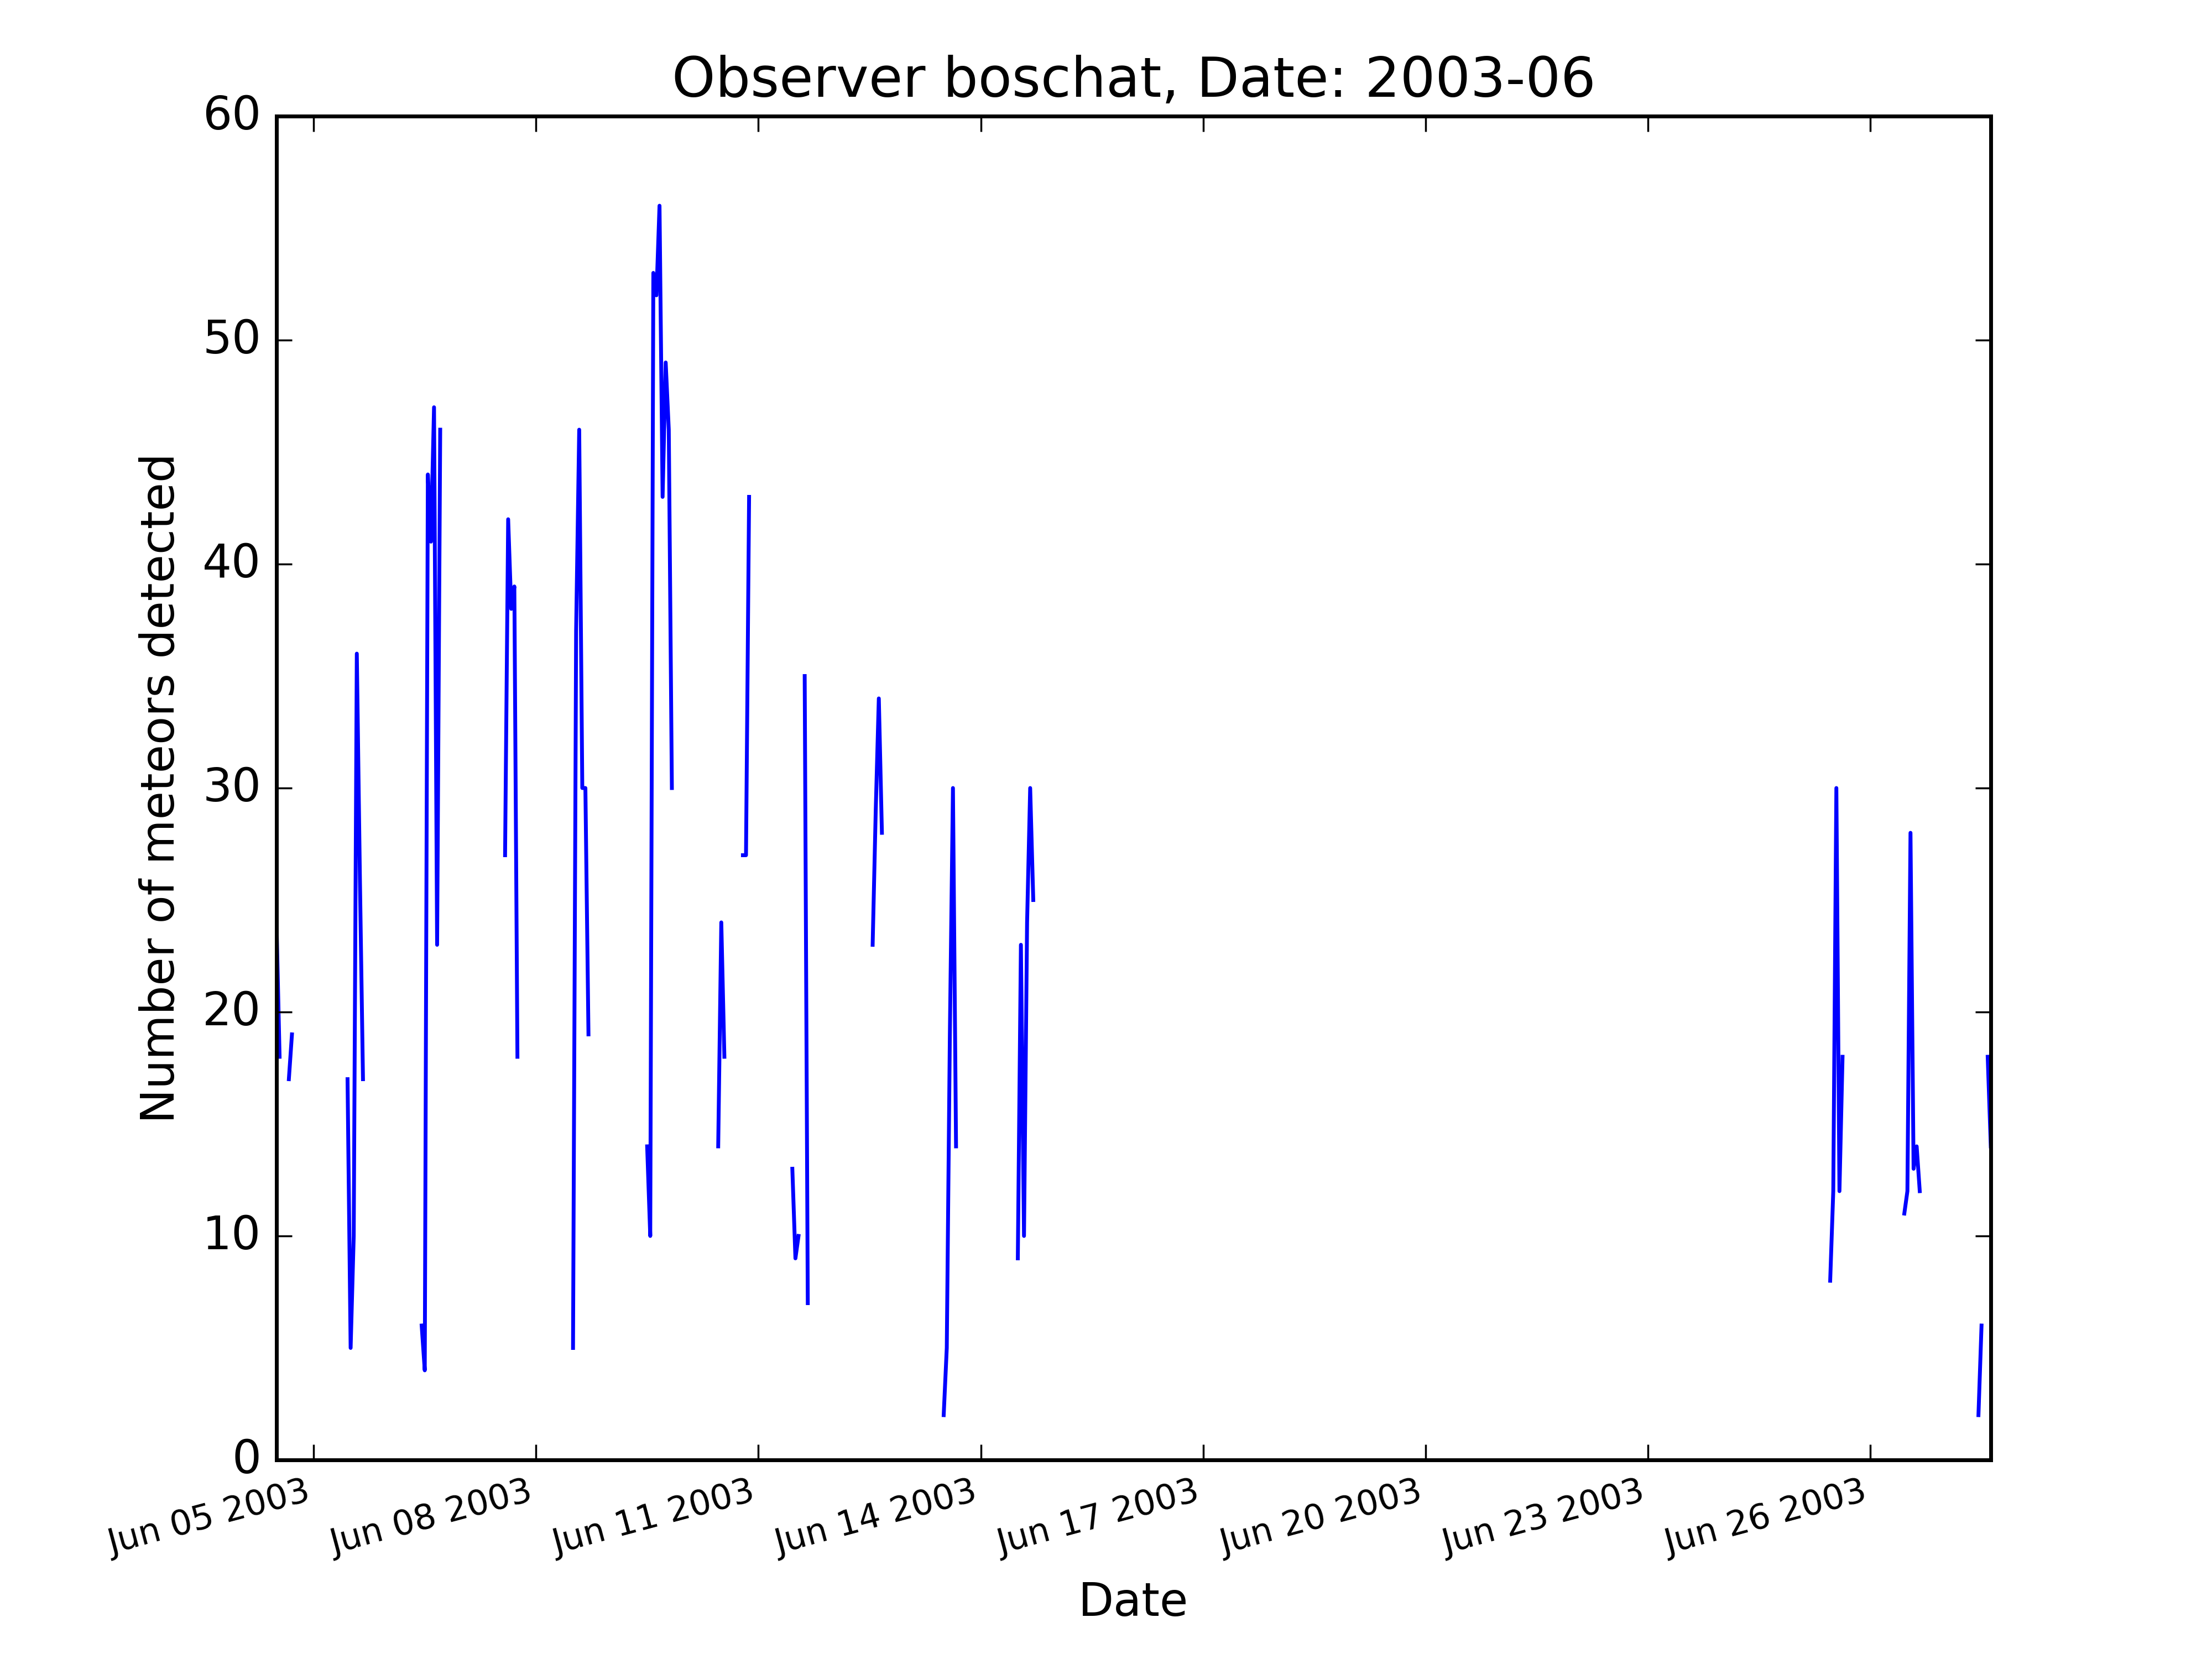 Observer boschat, Date: 2003-06
Number of meteors detected
60
50
40
30
20
10
0
Jun 05 2003
Jun 08 2003
Jun 11 2003
Jun 14 2003
Jun 17 2003
Jun 20 2003
Jun 23 2003
Jun 26 2003
Date